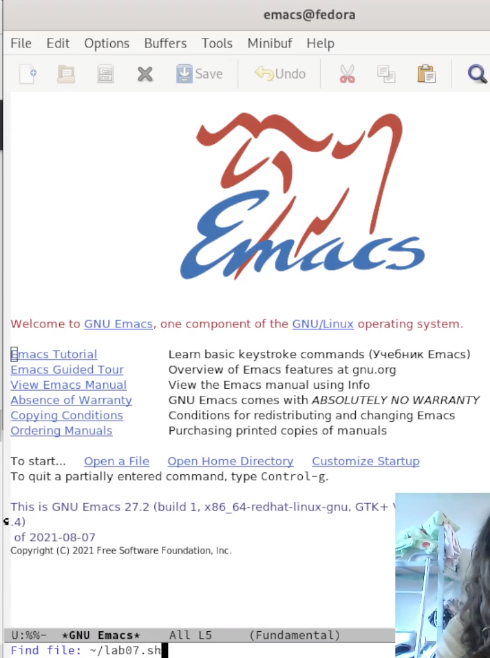 emacs@fedora
File Edit Options Buffers Tools Minibuf Help
Save Undo
Emacs
Welcome to GNU Emacs, one component of the GNU/Linux operating system.
Emacs Tutorial Learn basic keystroke commands (Учебник Emacs)
Emacs Guided Tour Overview of Emacs features at gnu.org
View Emacs Manual View the Emacs manual using Info
Absence of Warranty GNU Emacs comes with ABSOLUTELY NO WARRANTY
Copying Conditions Conditions for redistributing and changing Emacs
Ordering Manuals Purchasing printed copies of manuals
To start... Open a File Open Home Directory Customize Startup
To quit a partially entered command, type Control-g.
This is GNU Emacs 27.2 (build 1, x86_64-redhat-linux-gnu, GTK+
.4)
of 2021-08-07
Copyright (C) 2021 Free Software Foundation, Inc.
U:%%- *GNU Emacs* All L5 (Fundamental)
Find file: ~/lab07.sh